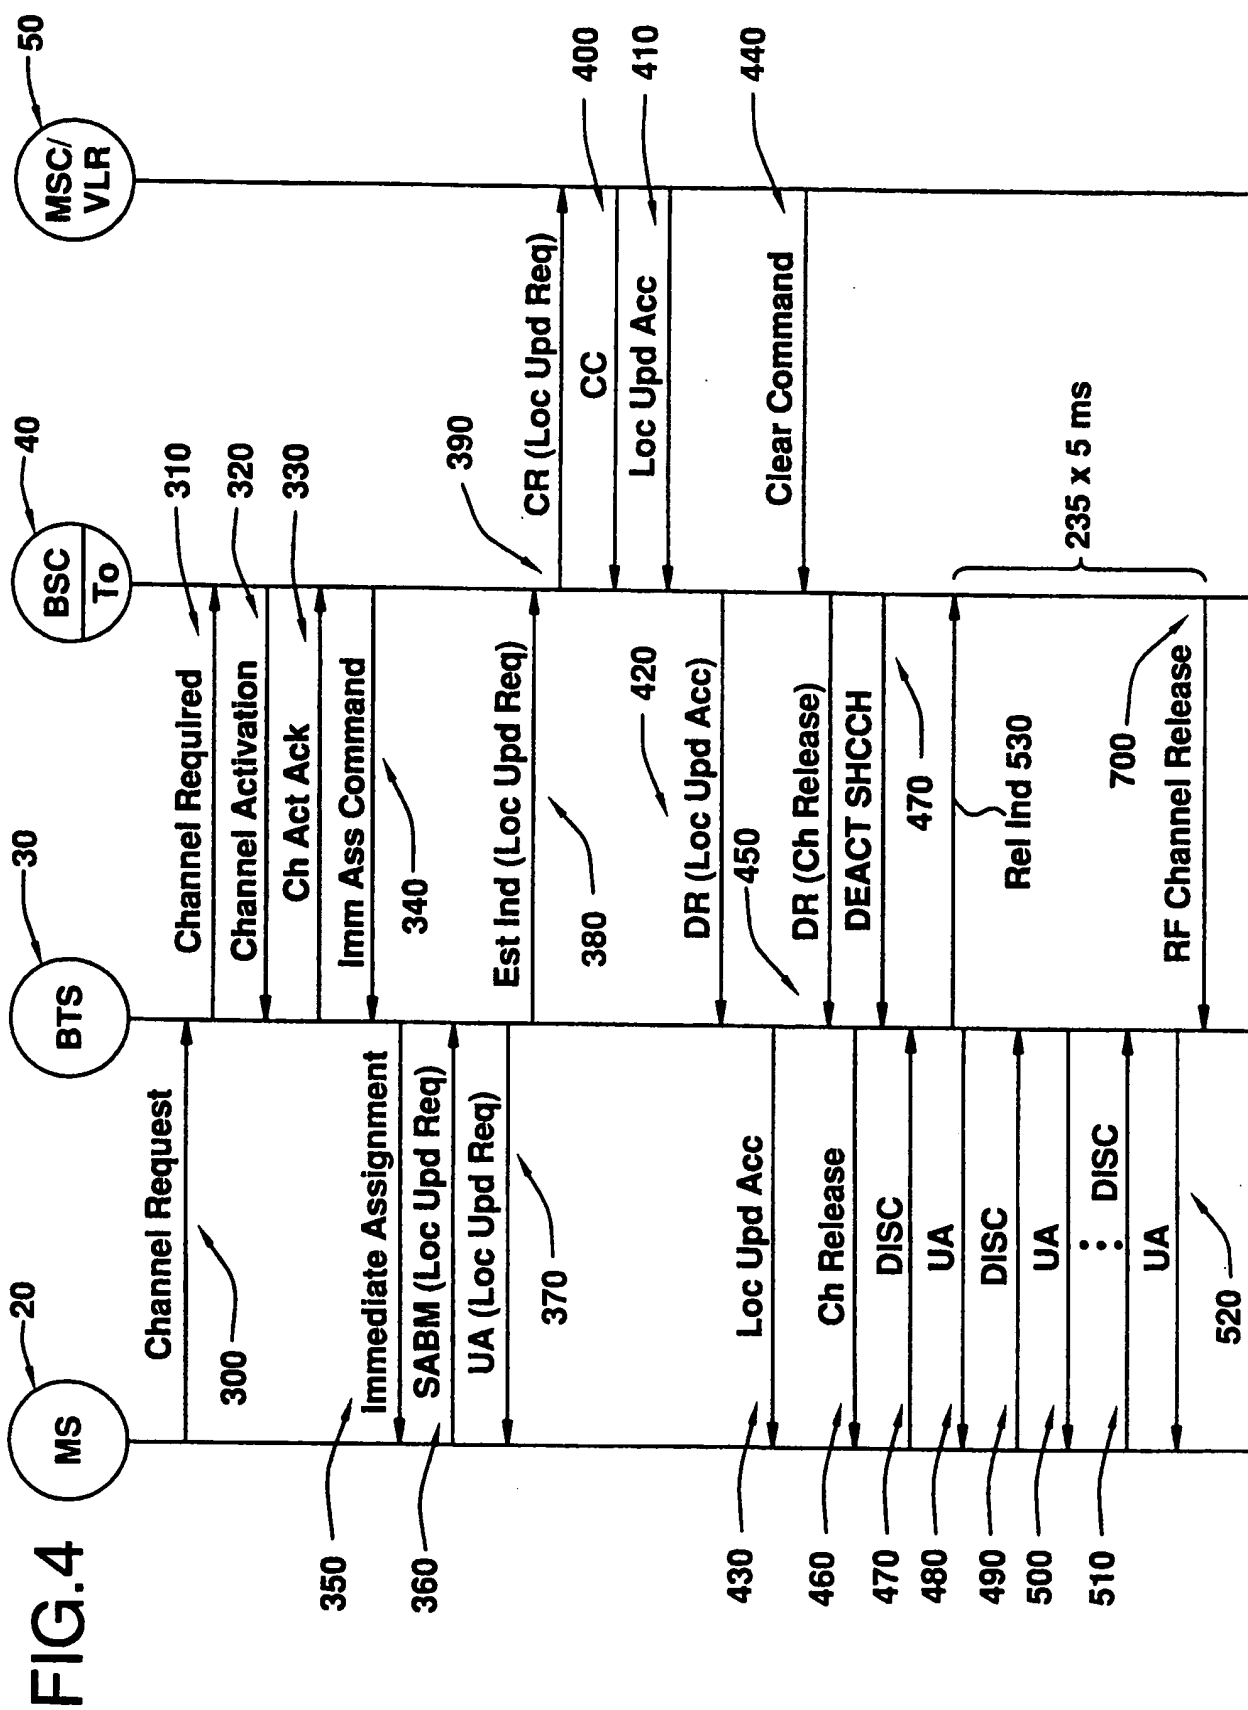 FIG.4
20
MS
30
BTS
40
BSC
To
50
MSC/
VLR
Channel Request
300
Channel Required
310
Channel Activation
320
Ch Act Ack
330
Imm Ass Command
340
350
Immediate Assignment
360
SABM (Loc Upd Req)
UA (Loc Upd Req)
370
Est Ind (Loc Upd Req)
380
390
CR (Loc Upd Req)
CC
400
Loc Upd Acc
410
420
DR (Loc Upd Acc)
430
Loc Upd Acc
Clear Command
440
450
DR (Ch Release)
460
Ch Release
DEACT SHCCH
470
470
DISC
Rel Ind 530
480
UA
490
DISC
500
UA
510
DISC
UA
520
235 x 5 ms
700
RF Channel Release